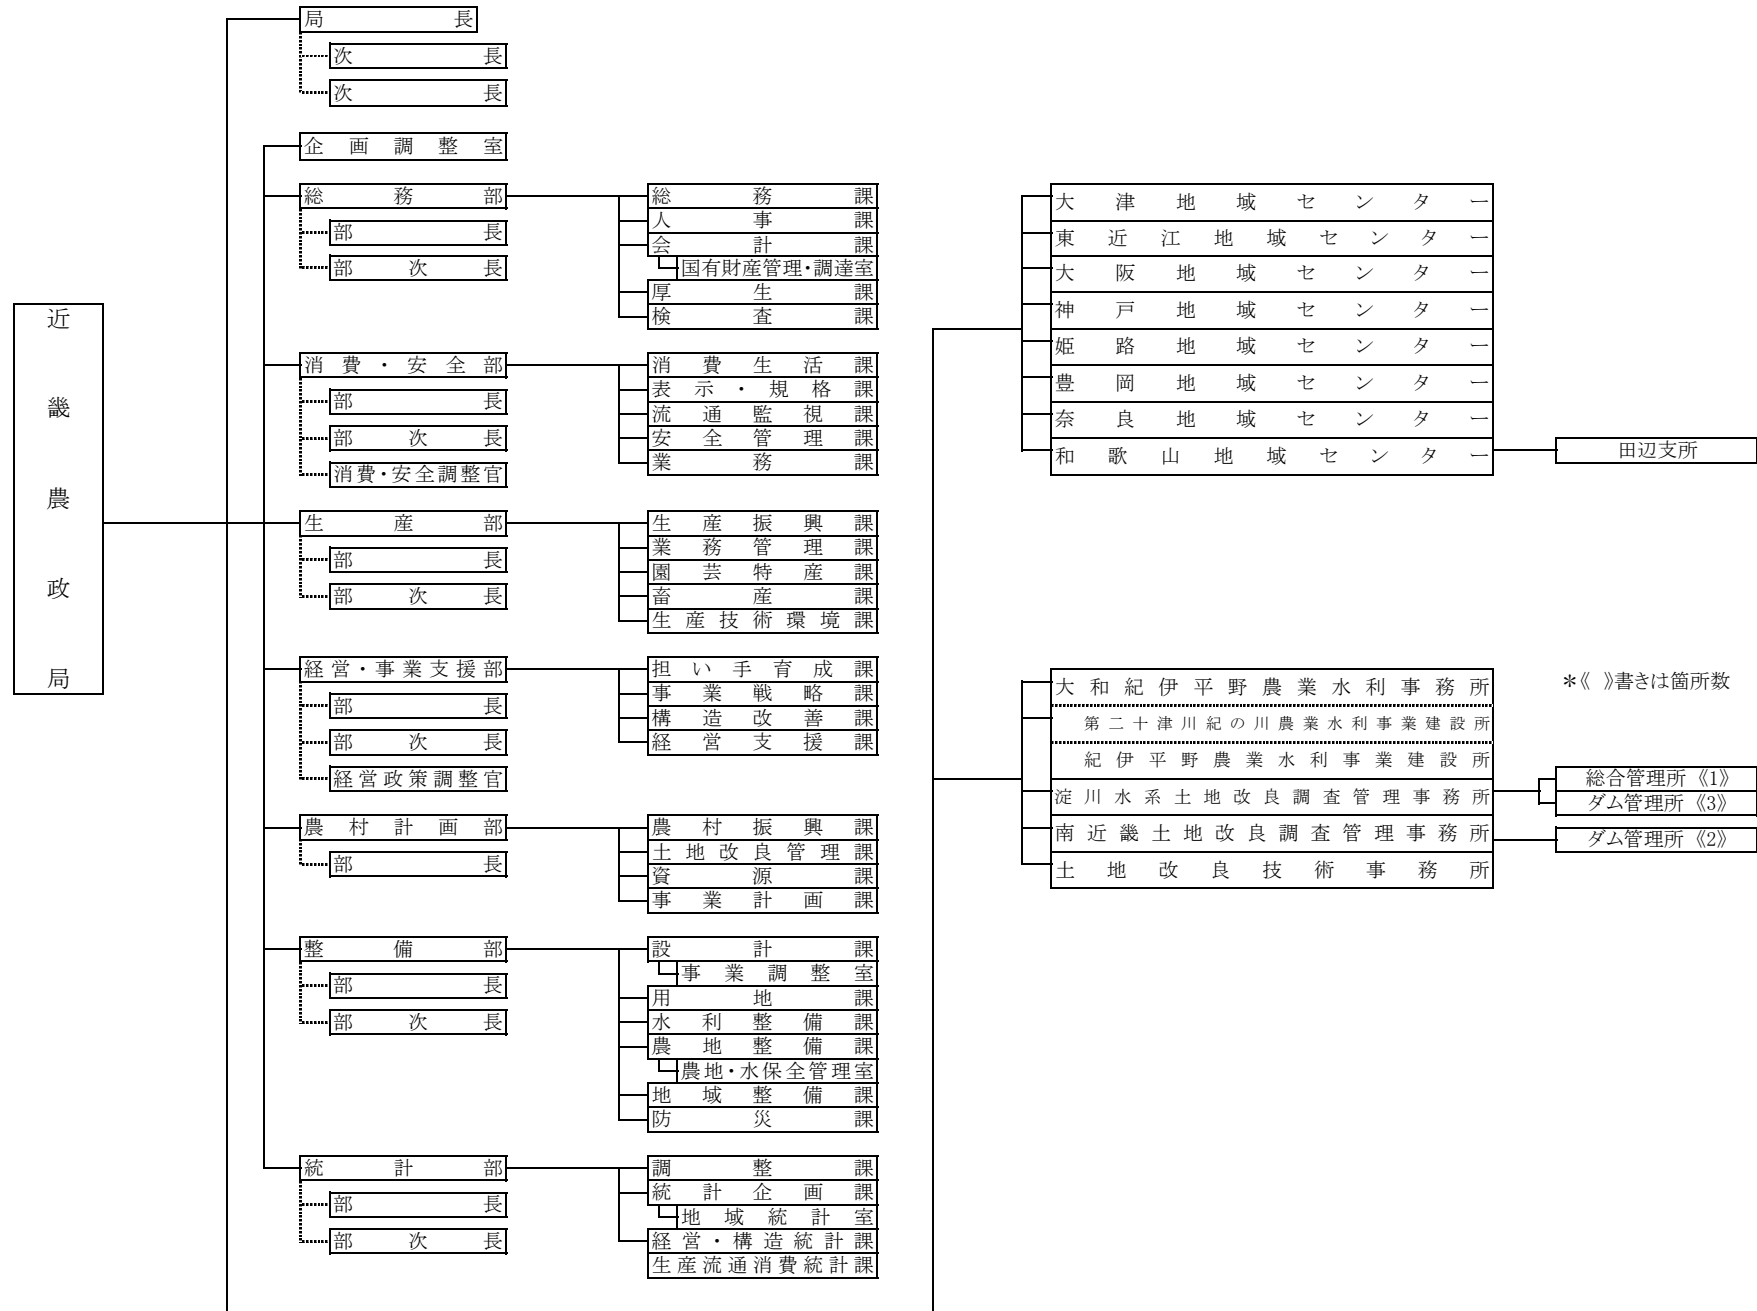 近畿農政局
局長
次長
次長
企画調整室
総務部
部長
部次長
総務課
人事課
会計課
国有財産管理・調達室
厚生課
検査課
消費・安全部
部長
部次長
消費・安全調整官
消費生活課
表示・規格課
流通監視課
安全管理課
業務課
生産部
部長
部次長
生産振興課
業務管理課
園芸特産課
畜産課
生産技術環境課
経営・事業支援部
部長
部次長
経営政策調整官
担い手育成課
事業戦略課
構造改善課
経営支援課
農村計画部
部長
農村振興課
土地改良管理課
資源課
事業計画課
整備部
部長
部次長
設計課
事業調整室
用地課
水利整備課
農地整備課
農地・水保全管理室
地域整備課
防災課
統計部
部長
部次長
調整課
統計企画課
地域統計室
経営・構造統計課
生産流通消費統計課
大津地域センター
東近江地域センター
大阪地域センター
神戸地域センター
姫路地域センター
豊岡地域センター
奈良地域センター
和歌山地域センター
田辺支所
大和紀伊平野農業水利事務所
第二十津川紀の川農業水利事業建設所
紀伊平野農業水利事業建設所
淀川水系土地改良調査管理事務所
南近畿土地改良調査管理事務所
土地改良技術事務所
*《 》書きは箇所数
総合管理所《1》
ダム管理所《3》
ダム管理所《2》